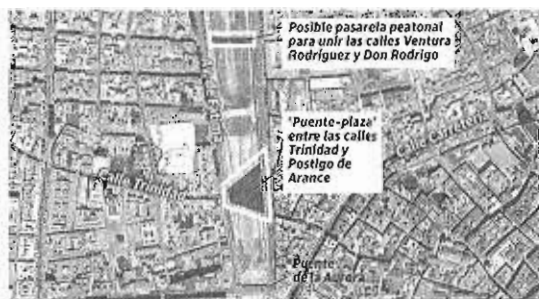 Posible pasarela peatonal
para unir las calles Ventura
Rodríguez y Don Rodrigo
'Puente-plaza'
entre las calles
Trinidad y
Postigo de
Arance
Calle Carretería
Calle Trinidad
Puente
de la Aurora